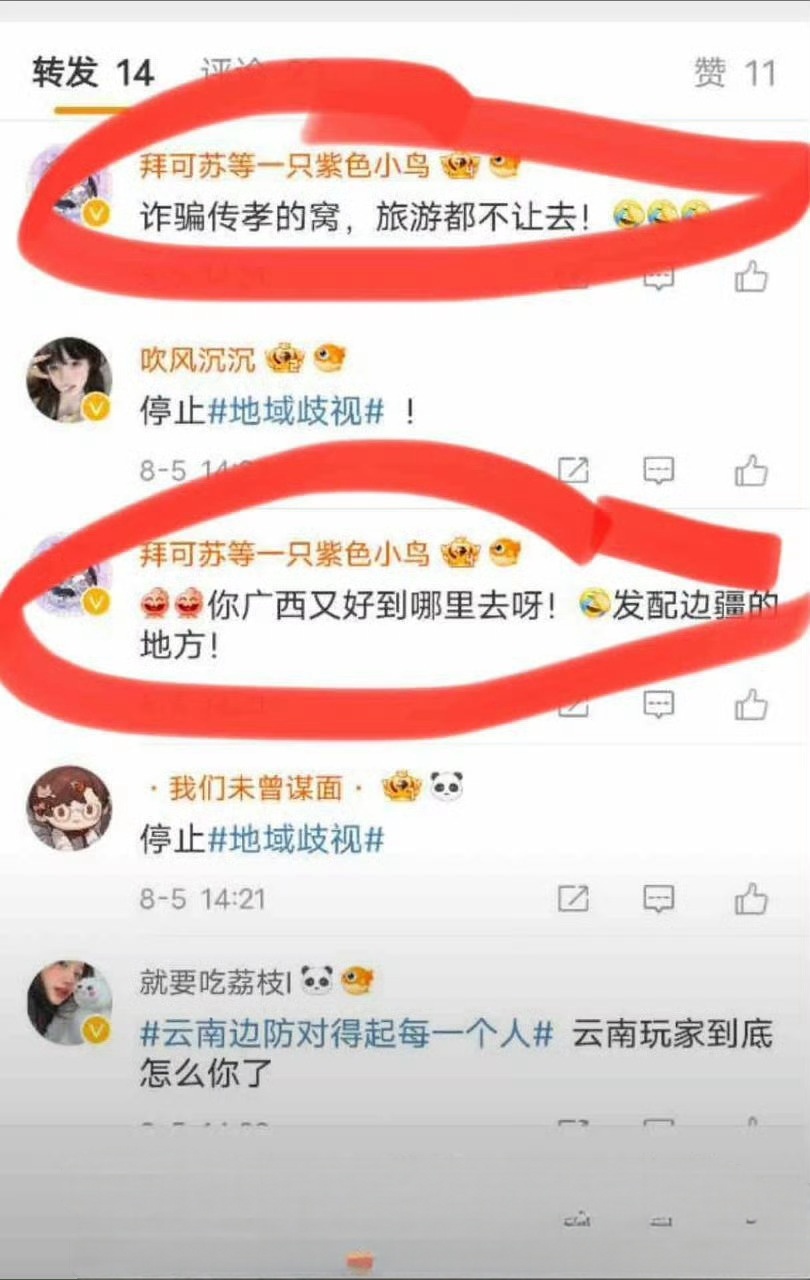 转发 14
赞 11
拜可苏等一只紫色小鸟
诈骗传孝的窝，旅游都不让去！
吹风沉沉
停止#地域歧视# ！
8-5
拜可苏等一只紫色小鸟
你广西又好到哪里去呀！发配边疆的
地方！
·我们未曾谋面·
停止#地域歧视#
8-5 14:21
就要吃荔枝l
#云南边防对得起每一个人# 云南玩家到底
怎么你了